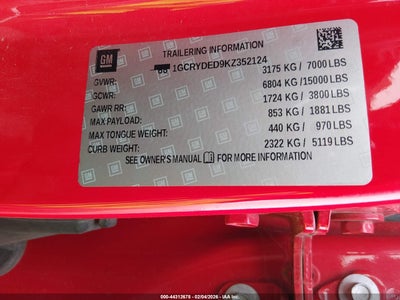 GM
TRAILERING INFORMATION
1GCRYDED9KZ352124
GVWR: 3175 KG / 7000 LBS
GCWR: 6804 KG /15000 LBS
GAWR RR: 1724 KG / 3800 LBS
MAX PAYLOAD: 853 KG / 1881 LBS
MAX TONGUE WEIGHT: 440 KG / 970 LBS
CURB WEIGHT: 2322 KG / 5119 LBS
SEE OWNER'S MANUAL FOR MORE INFORMATION
000-44312675 - 02/04/2026 - IAA Inc.